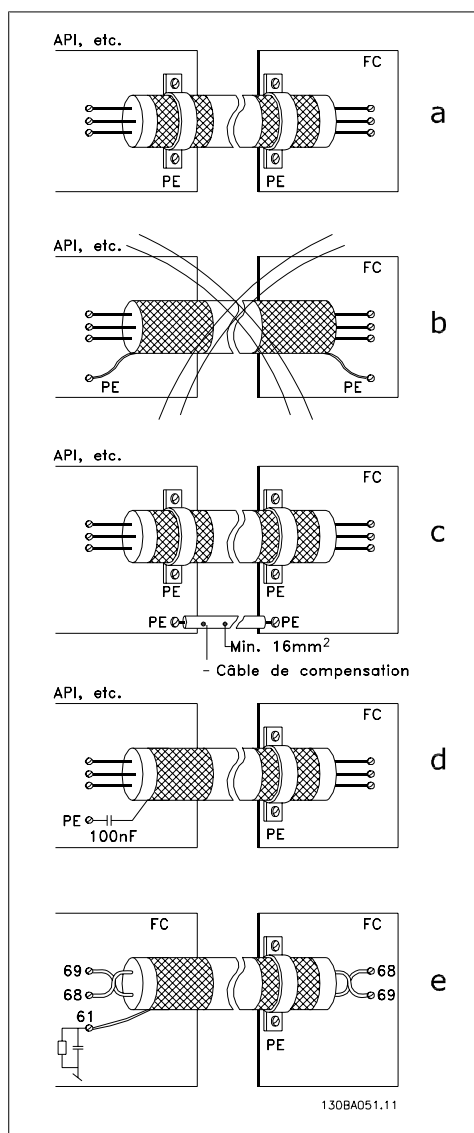 API, etc.
FC
a
PE
PE
API, etc.
FC
b
PE
PE
API, etc.
FC
c
PE
PE
PE
PE
Min. 16mm²
- Câble de compensation
API, etc.
FC
d
PE
100nF
PE
FC
FC
69
68
e
68
69
61
PE
130BA051.11